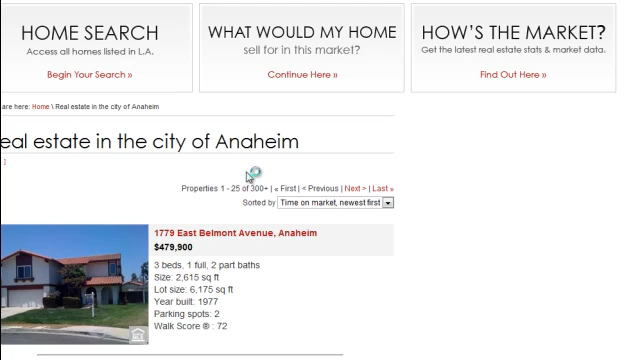 HOME SEARCH
Access all homes listed in L.A.
Begin Your Search »
WHAT WOULD MY HOME
sell for in this market?
Continue Here »
HOW'S THE MARKET?
Get the latest real estate stats & market data.
Find Out Here »
are here: Home \ Real estate in the city of Anaheim
eal estate in the city of Anaheim
Properties 1 - 25 of 300+ | « First | < Previous | Next > | Last »
Sorted by Time on market, newest first
1779 East Belmont Avenue, Anaheim
$479,900
3 beds, 1 full, 2 part baths
Size: 2,615 sq ft
Lot size: 6,175 sq ft
Year built: 1977
Parking spots: 2
Walk Score ® : 72